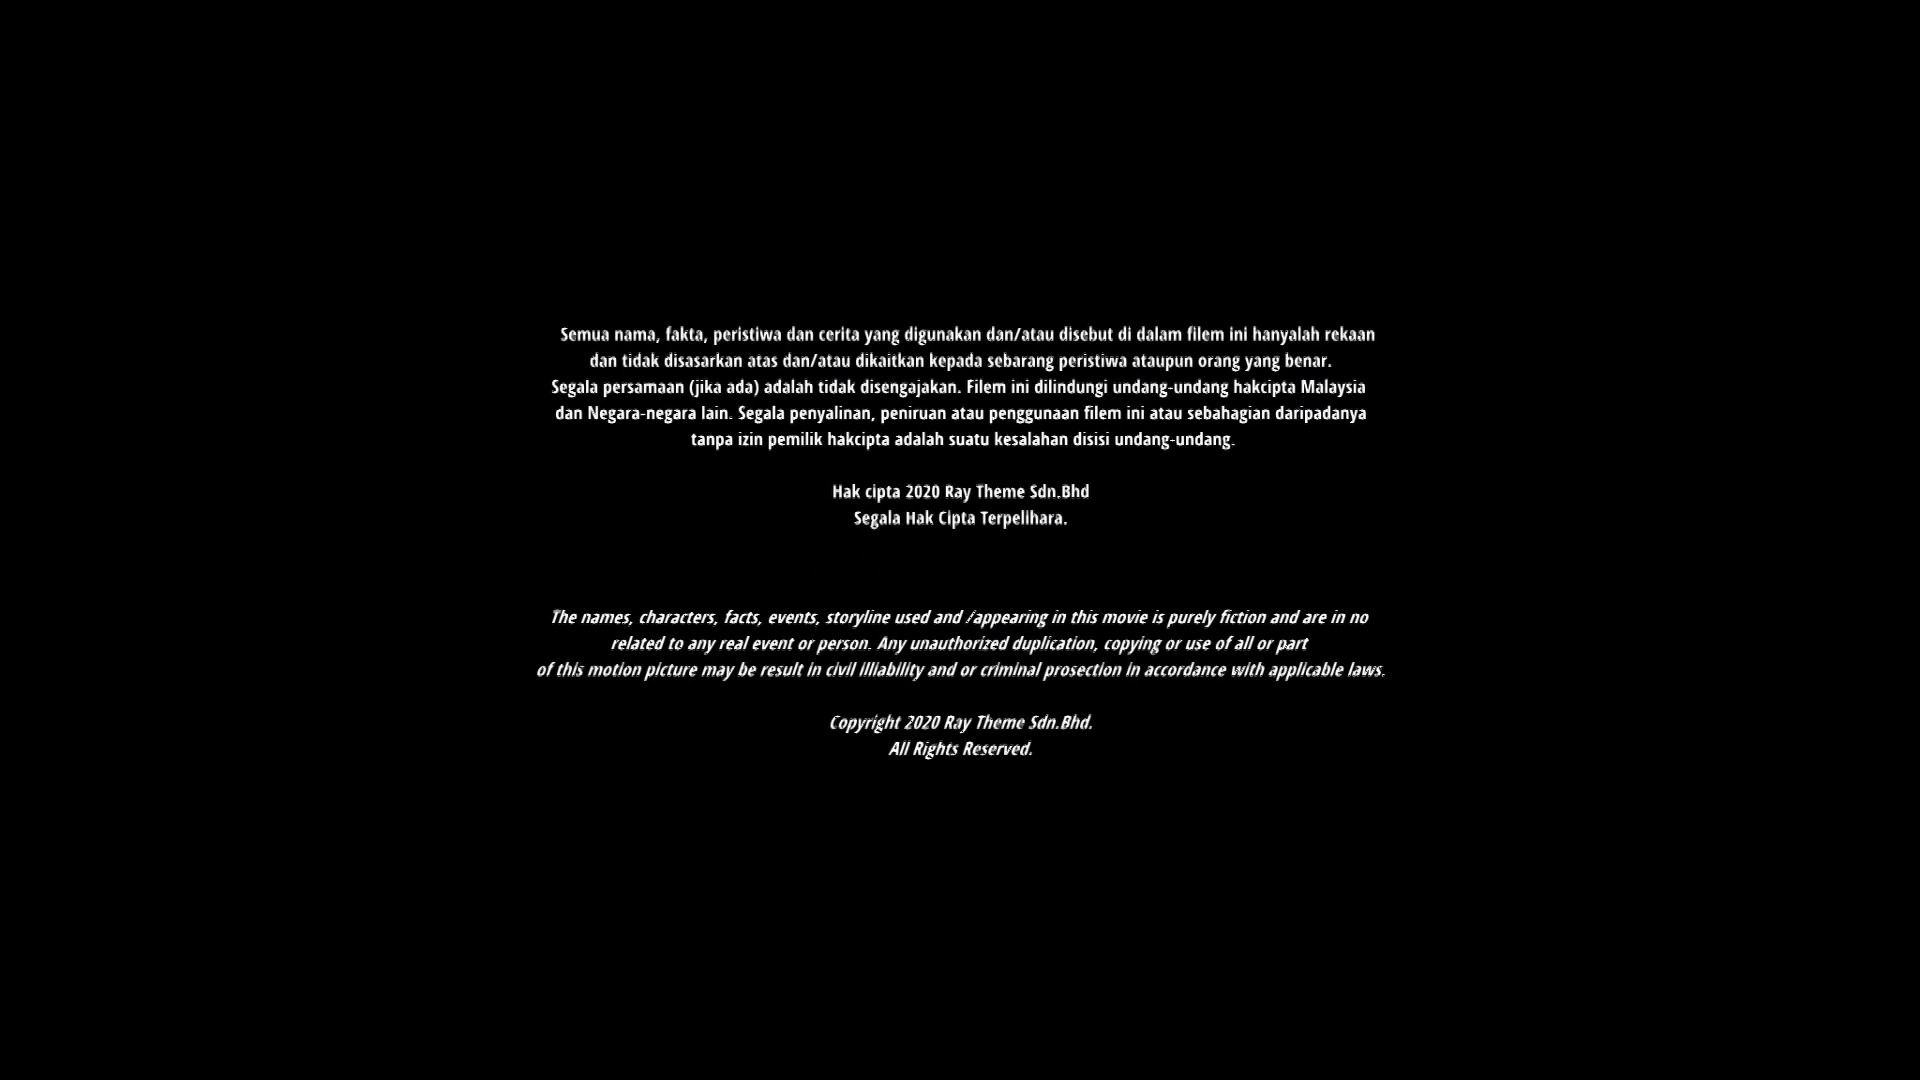 Semua nama, fakta, peristiwa dan cerita yang digunakan dan/atau disebut di dalam filem ini hanyalah rekaan
dan tidak disasarkan atas dan/atau dikaitkan kepada sebarang peristiwa ataupun orang yang benar.
Segala persamaan (jika ada) adalah tidak disengajakan. Filem ini dilindungi undang-undang hakcipta Malaysia
dan Negara-negara lain. Segala penyalinan, peniruan atau penggunaan filem ini atau sebahagian daripadanya
tanpa izin pemilik hakcipta adalah suatu kesalahan disisi undang-undang.
Hak cipta 2020 Ray Theme Sdn.Bhd
Segala Hak Cipta Terpelihara.
The names, characters, facts, events, storyline used and /appearing in this movie is purely fiction and are in no
related to any real event or person. Any unauthorized duplication, copying or use of all or part
of this motion picture may be result in civil illiability and or criminal prosection in accordance with applicable laws.
Copyright 2020 Ray Theme Sdn.Bhd.
All Rights Reserved.